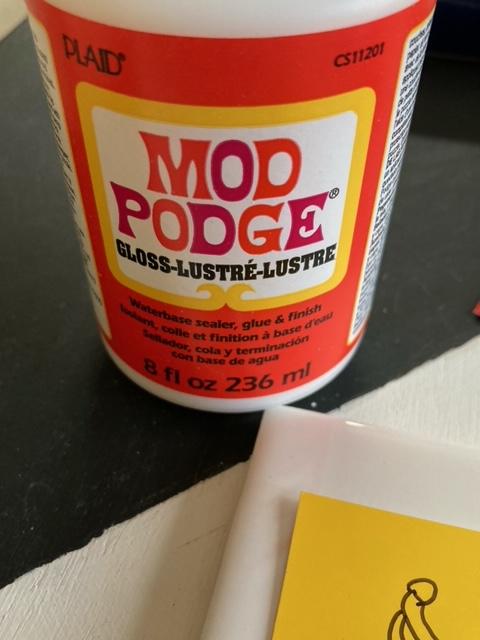 PLAID®
CS11201
MOD
PODGE®
GLOSS-LUSTRÉ-LUSTRE
Waterbase sealer, glue & finish
Isolant, colle et finition à base d'eau
Sellador, cola y terminación
con base de agua
8 fl oz 236 ml